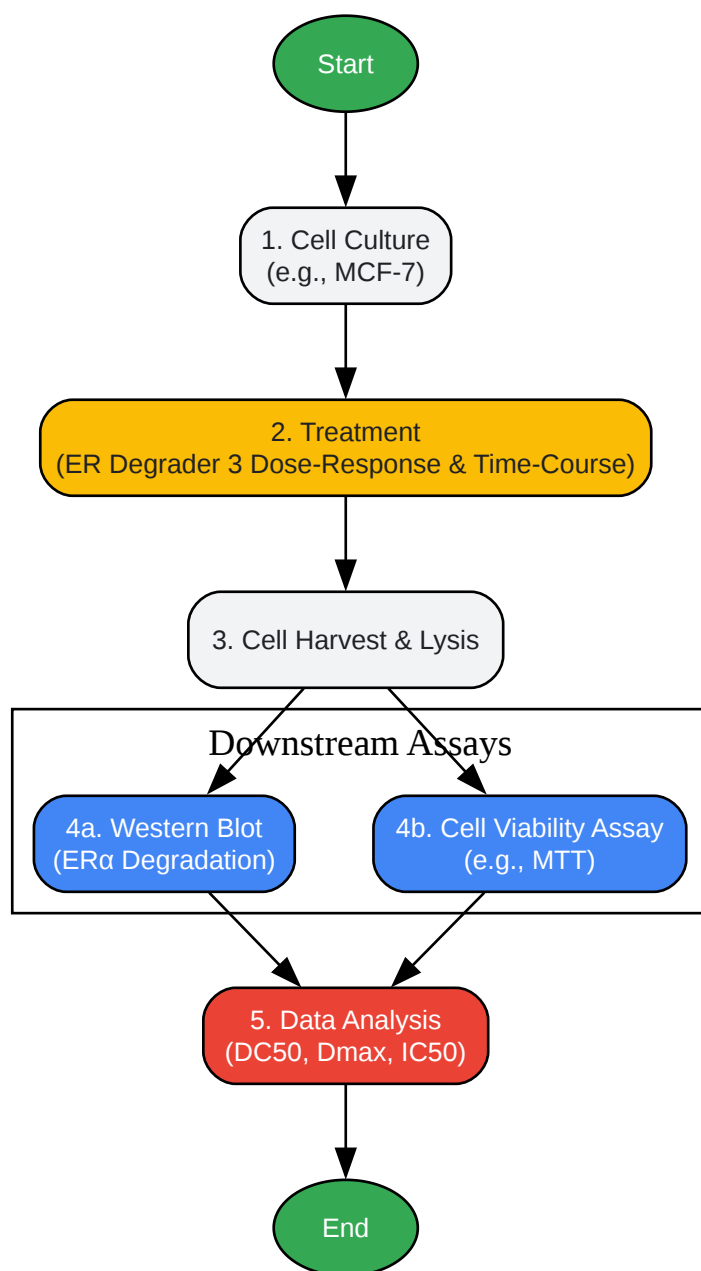 Start
1. Cell Culture
(e.g., MCF-7)
2. Treatment
(ER Degrader 3 Dose-Response & Time-Course)
3. Cell Harvest & Lysis
Downstream Assays
4a. Western Blot
(ERα Degradation)
4b. Cell Viability Assay
(e.g., MTT)
5. Data Analysis
(DC50, Dmax, IC50)
End